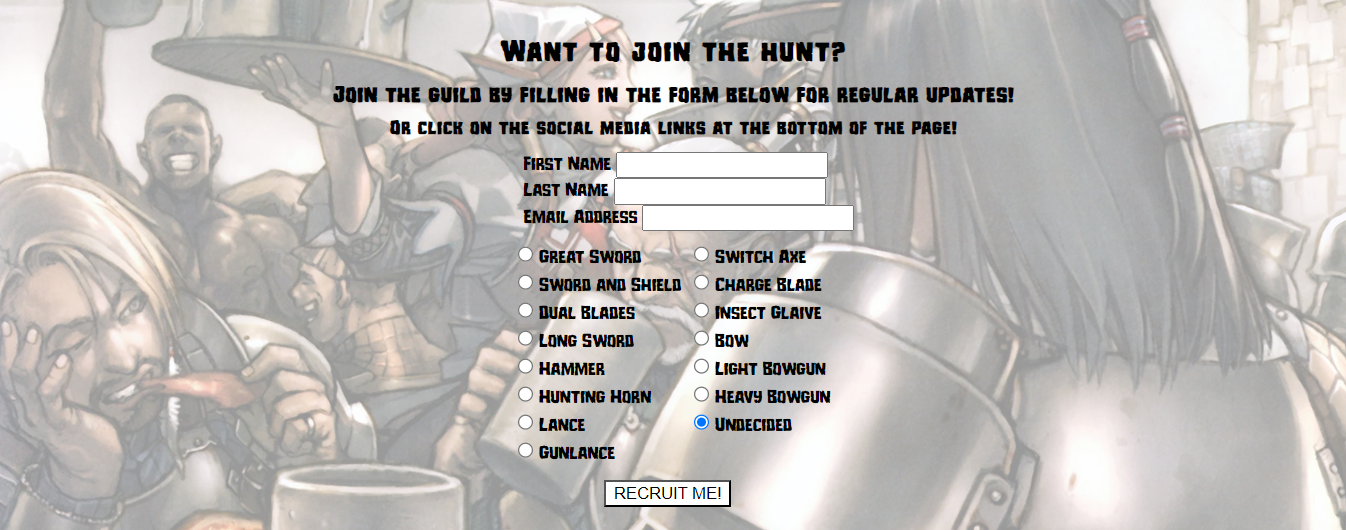 Want to join the hunt?
Join the guild by filling in the form below for regular updates!
Or click on the social media links at the bottom of the page!
First Name
Last Name
Email Address
Great Sword
Sword and Shield
Dual Blades
Long Sword
Hammer
Hunting Horn
Lance
Gunlance
Switch Axe
Charge Blade
Insect Glaive
Bow
Light Bowgun
Heavy Bowgun
Undecided
RECRUIT ME!